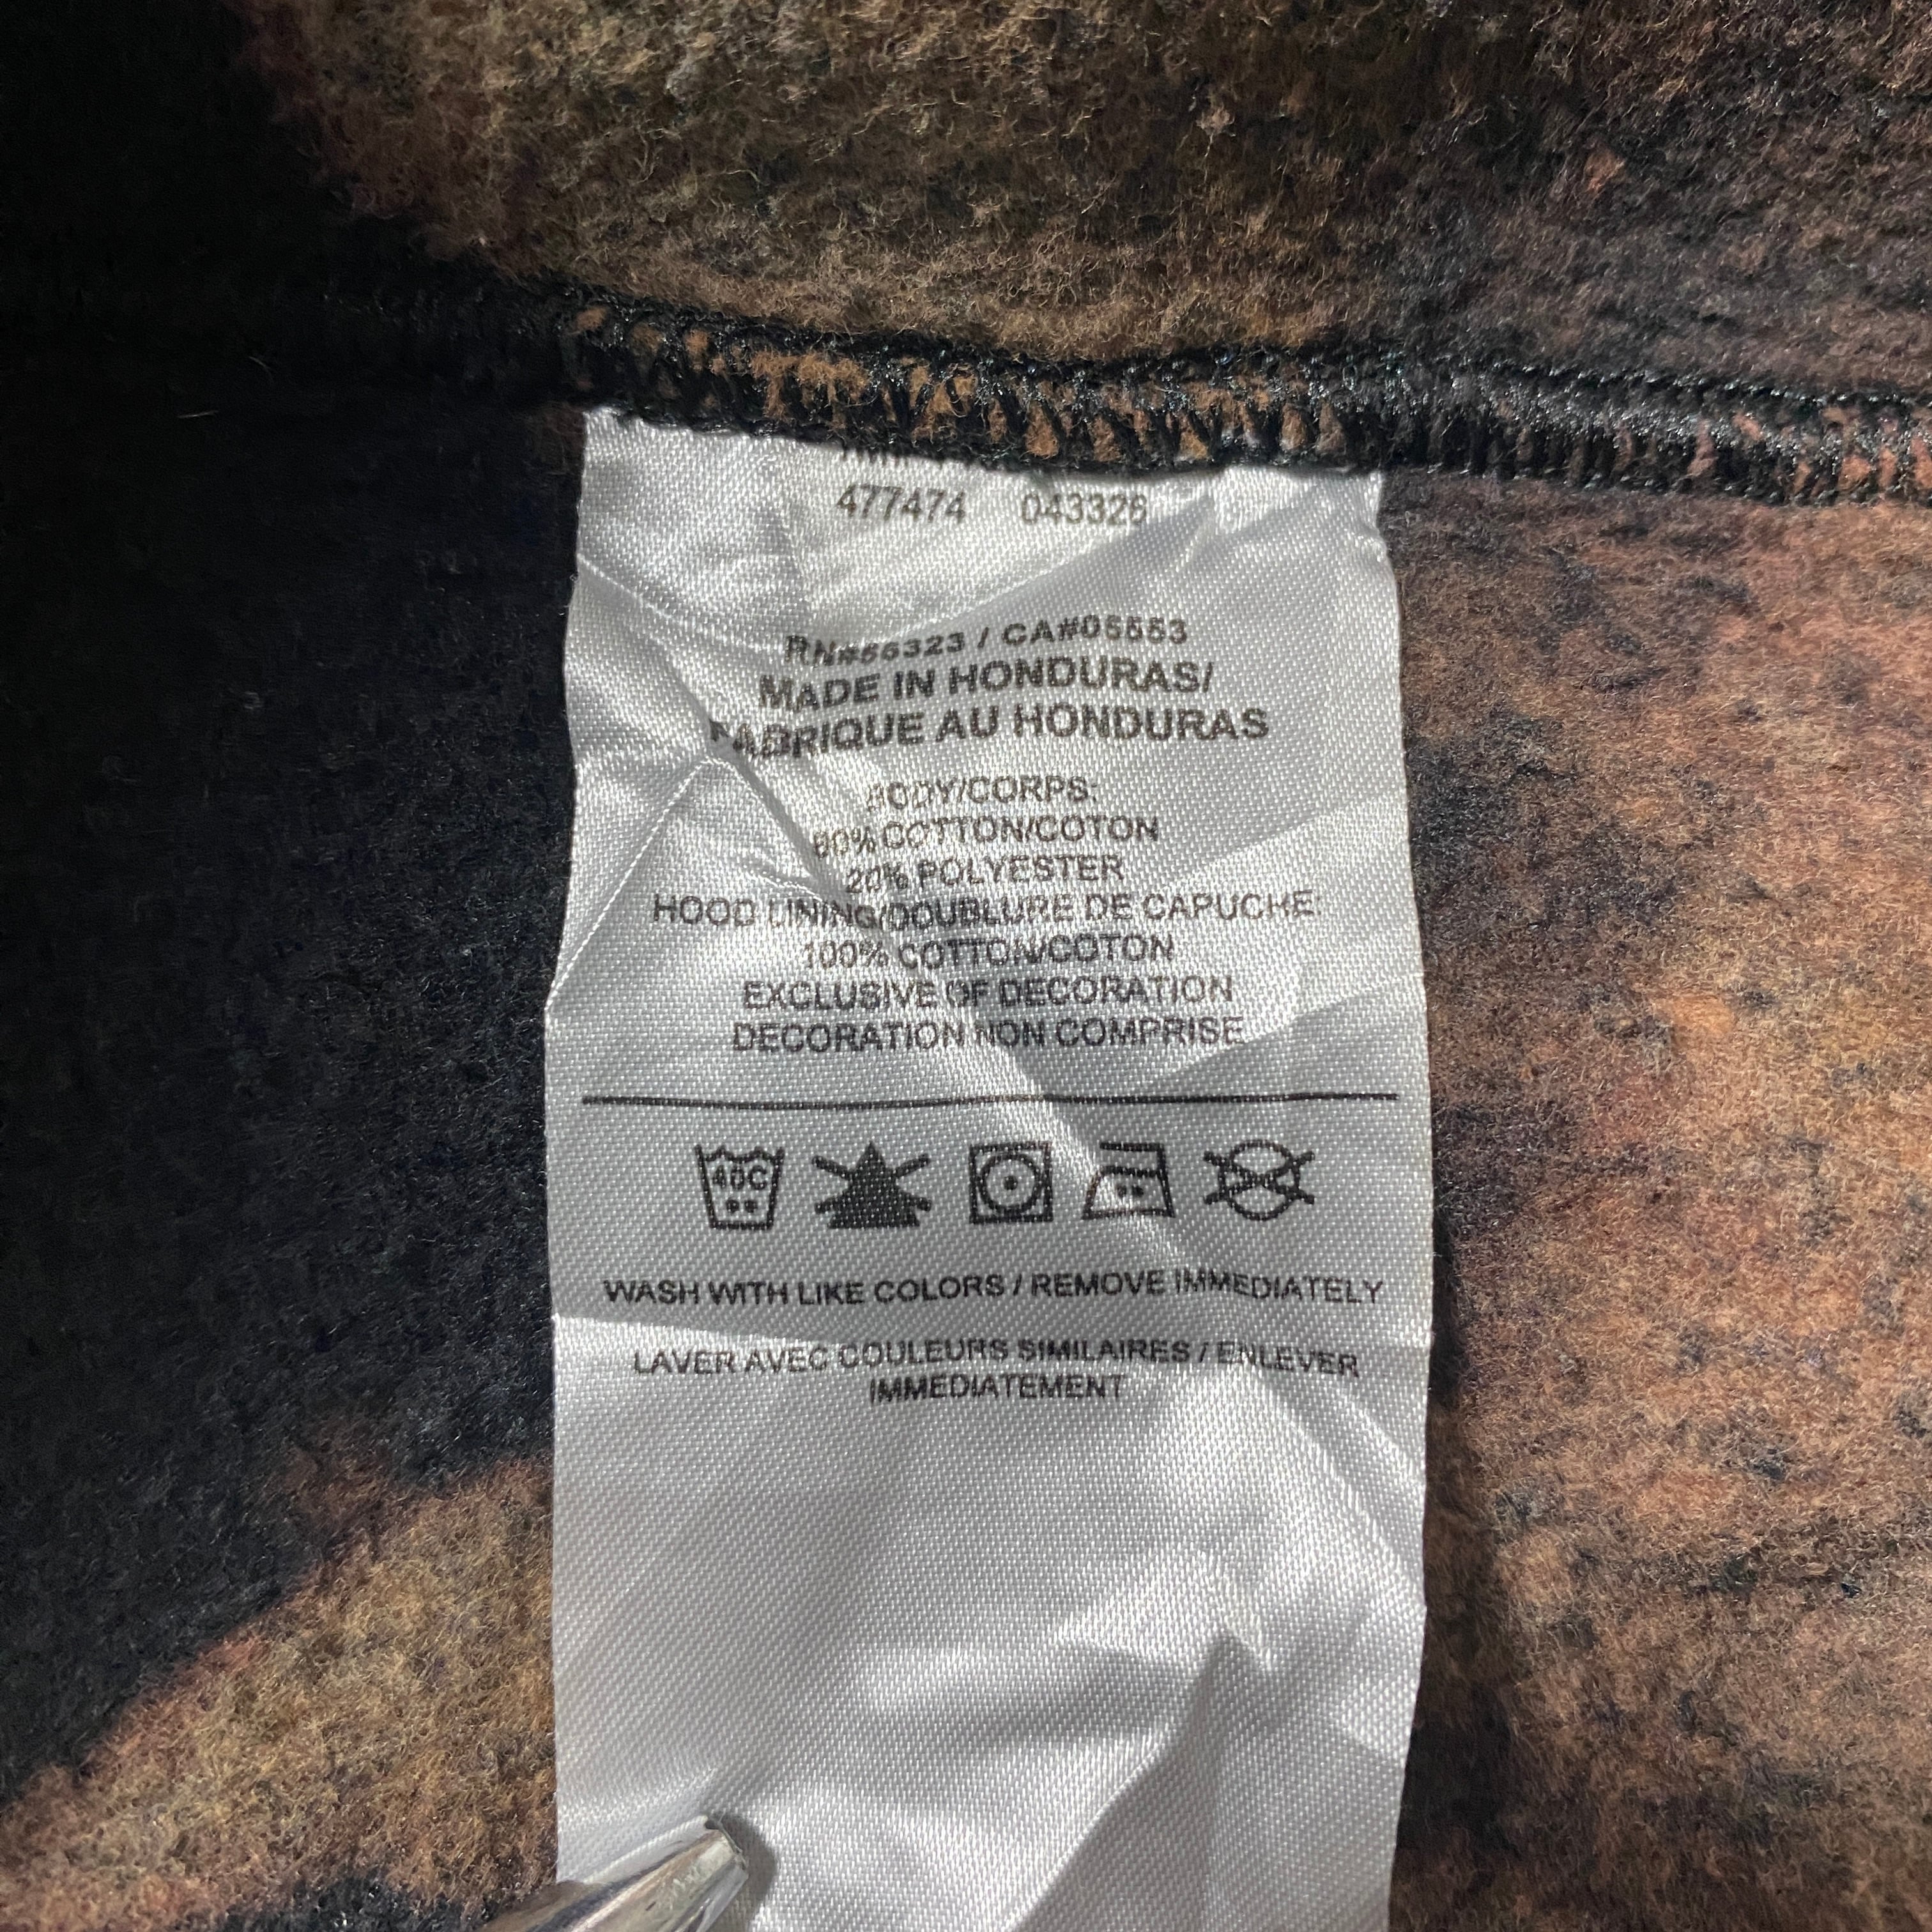 477474 043326
RN#56323 / CA#05553
MADE IN HONDURAS/
FABRIQUE AU HONDURAS
BODY/CORPS:
80% COTTON/COTON
20% POLYESTER
HOOD LINING/DOUBLURE DE CAPUCHE:
100% COTTON/COTON
EXCLUSIVE OF DECORATION
DECORATION NON COMPRISE
40C
WASH WITH LIKE COLORS / REMOVE IMMEDIATELY
LAVER AVEC COULEURS SIMILAIRES / ENLEVER
IMMEDIATEMENT